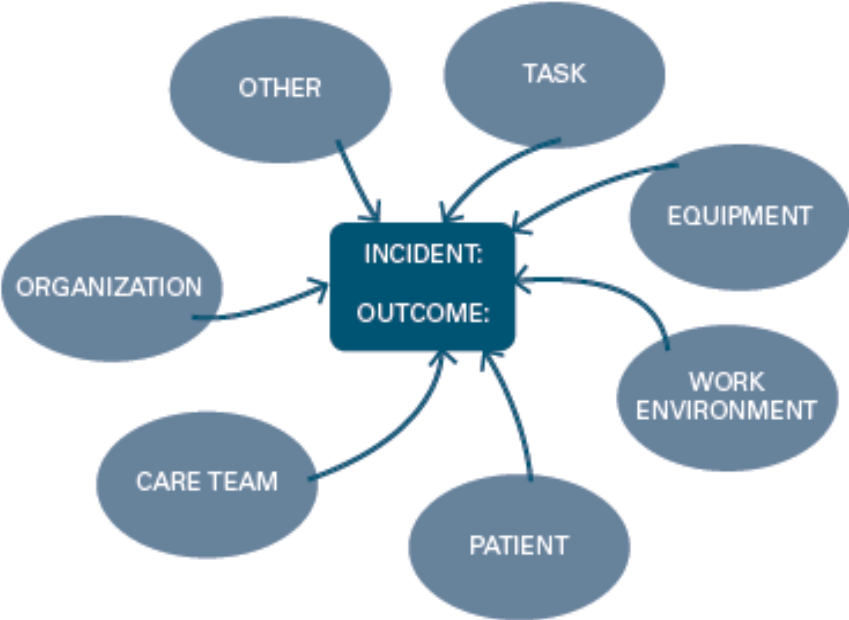 OTHER
TASK
EQUIPMENT
INCIDENT:
OUTCOME:
ORGANIZATION
WORK
ENVIRONMENT
CARE TEAM
PATIENT